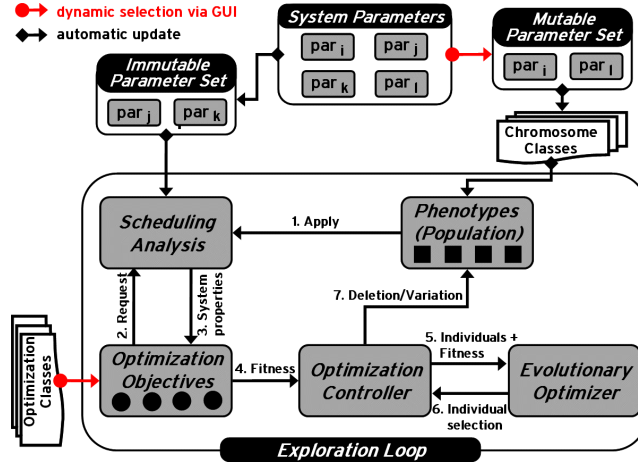 dynamic selection via GUI
automatic update
System Parameters
par i
par j
par k
par l
Mutable
Parameter Set
par i
par l
Immutable
Parameter Set
par j
par k
Chromosome
Classes
Scheduling
Analysis
1. Apply
Phenotypes
(Population)
2. Request
3. System
properties
7. Deletion/Variation
Optimization
Classes
Optimization
Objectives
4. Fitness
Optimization
Controller
5. Individuals +
Fitness
6. Individual
selection
Evolutionary
Optimizer
Exploration Loop